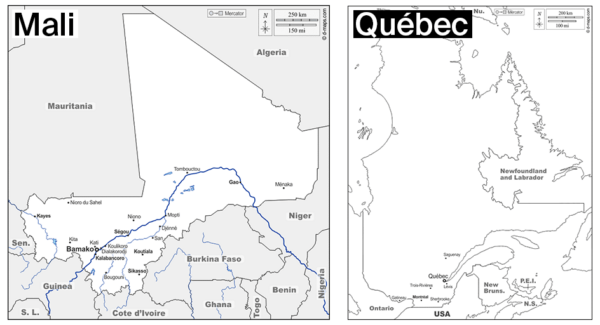 Mali
Mercator
N
250 km
150 mi
© d-maps.com
Algeria
Mauritania
Tombouctou
Gao
Ménaka
Nioro du Sahel
Kayes
Niono
Mopti
Ségou
Djénné
San
Niger
Sen.
Kita
Kati
Bamako
Koulikoro
Kalabancoro
Koutiala
Sikasso
Bougouni
Burkina Faso
Guinea
Benin
Nigeria
Togo
Ghana
S. L.
Cote d'Ivoire
Québec
Nu.
Mercator
N
200 km
100 mi
© d-maps.com
Newfoundland
and Labrador
Saguenay
Québec
Lévis
Trois-Rivières
Montréal
Sherbrooke
Gatineau
New
Bruns.
P.E.I.
N.S.
Ontario
USA